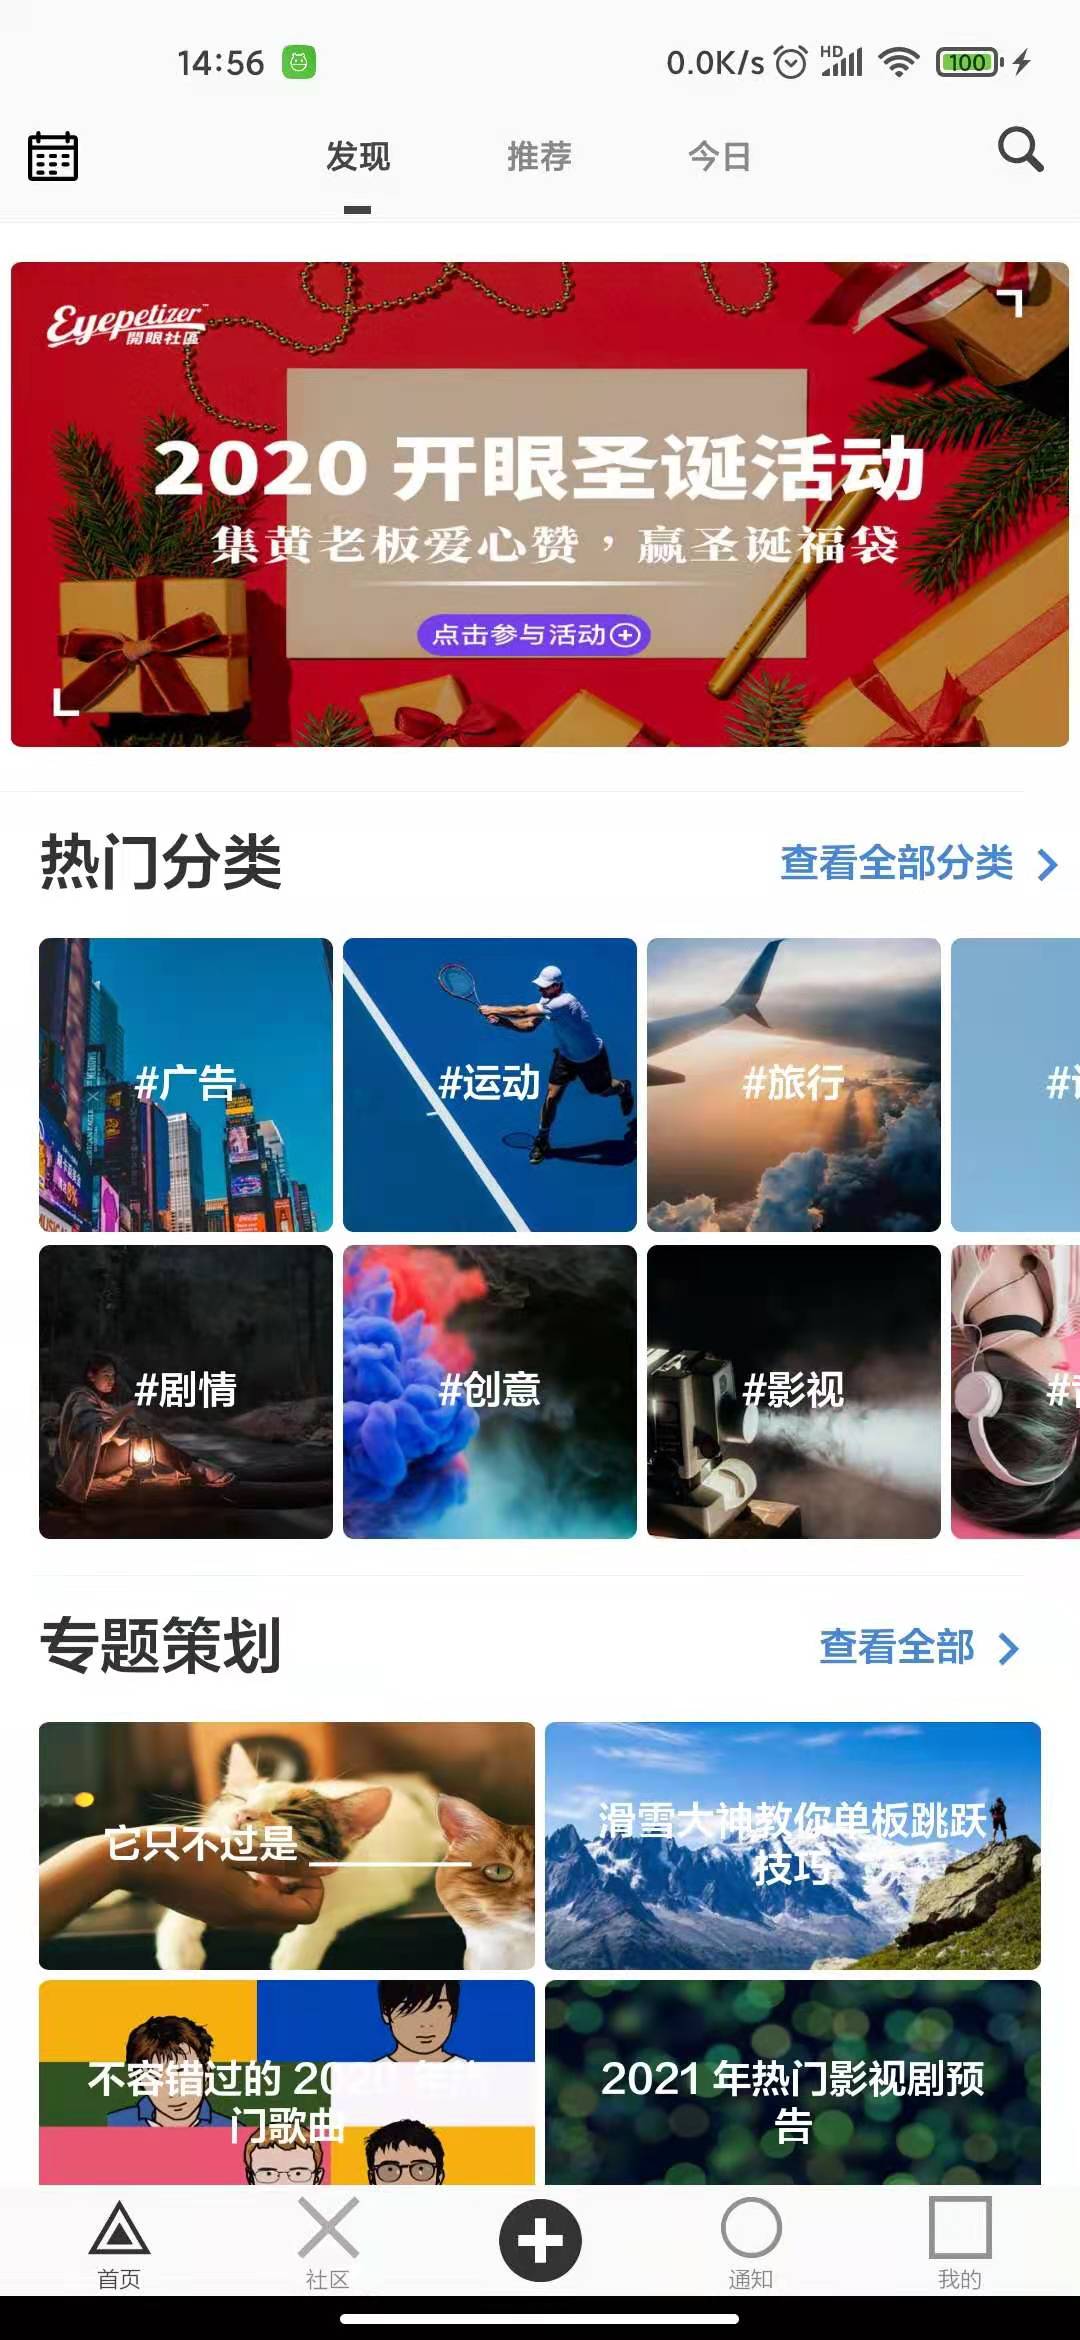 14:56
0.0K/s HD 100
发现 推荐 今日
Eyepetizer
開眼社區
2020 开眼圣诞活动
集黄老板爱心赞，赢圣诞福袋
点击参与活动
热门分类 查看全部分类
#广告 #运动 #旅行 #
#剧情 #创意 #影视 #
专题策划 查看全部
它只不过是 ________
滑雪大神教你单板跳跃
技巧
不容错过的 2020 年热
门歌曲
2021 年热门影视剧预
告
首页 社区 通知 我的